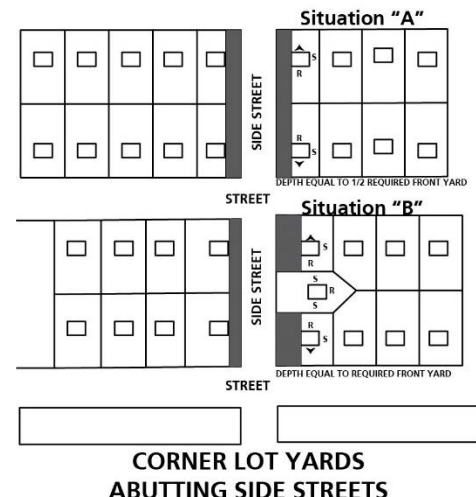 Situation "A"
S
R
SIDE STREET
R
S
DEPTH EQUAL TO 1/2 REQUIRED FRONT YARD
STREET
Situation "B"
S
R
SIDE STREET
S
R
S
R
S
DEPTH EQUAL TO REQUIRED FRONT YARD
STREET
CORNER LOT YARDS
ABUTTING SIDE STREETS